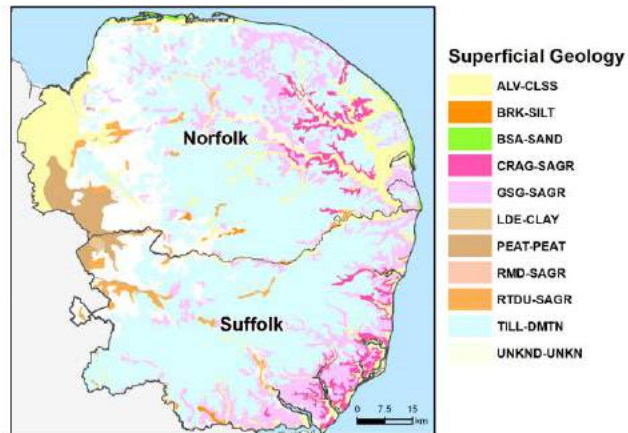 Norfolk
Suffolk
0 7.5 15
km
Superficial Geology
ALV-CLSS
BRK-SILT
BSA-SAND
CRAG-SAGR
GSG-SAGR
LDE-CLAY
PEAT-PEAT
RMD-SAGR
RTDU-SAGR
TILL-DMTN
UNKND-UNKN